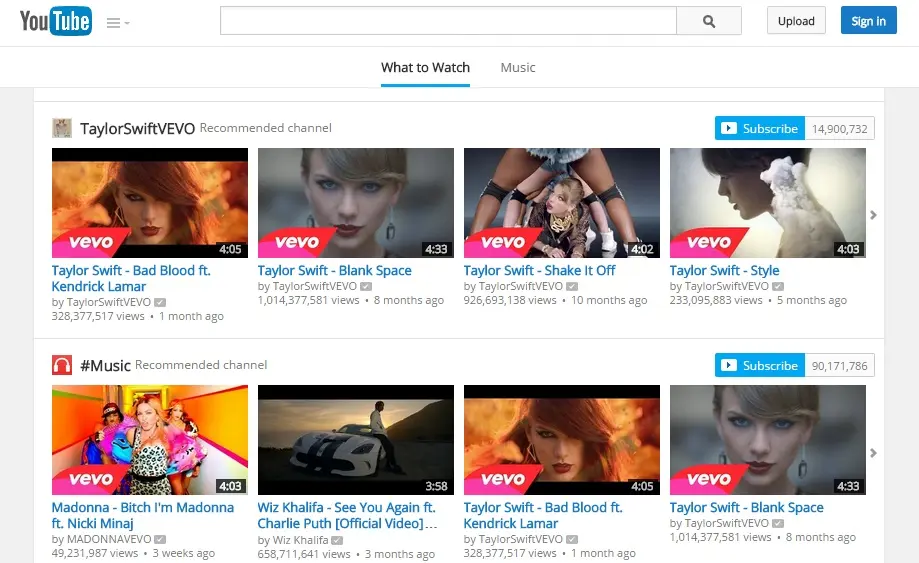 YouTube
Upload
Sign in
What to Watch
Music
TaylorSwiftVEVO Recommended channel
Subscribe 14,900,732
vevo 4:05
vevo 4:33
vevo 4:02
vevo 4:03
Taylor Swift - Bad Blood ft.
Kendrick Lamar
by TaylorSwiftVEVO
328,377,517 views • 1 month ago
Taylor Swift - Blank Space
by TaylorSwiftVEVO
1,014,377,581 views • 8 months ago
Taylor Swift - Shake It Off
by TaylorSwiftVEVO
926,693,138 views • 10 months ago
Taylor Swift - Style
by TaylorSwiftVEVO
233,095,883 views • 5 months ago
#Music Recommended channel
Subscribe 90,171,786
vevo 4:03
3:58
vevo 4:05
vevo 4:33
Madonna - Bitch I'm Madonna
ft. Nicki Minaj
by MADONNAVEVO
49,231,987 views • 3 weeks ago
Wiz Khalifa - See You Again ft.
Charlie Puth [Official Video]...
by Wiz Khalifa
658,711,641 views • 3 months ago
Taylor Swift - Bad Blood ft.
Kendrick Lamar
by TaylorSwiftVEVO
328,377,517 views • 1 month ago
Taylor Swift - Blank Space
by TaylorSwiftVEVO
1,014,377,581 views • 8 months ago